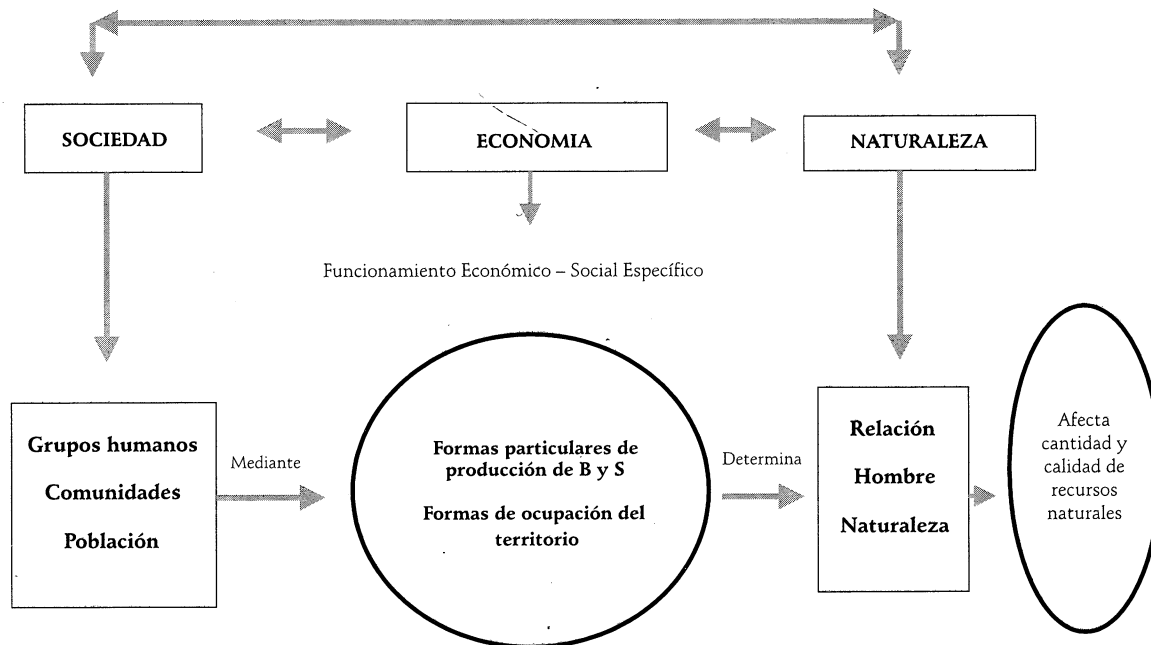 SOCIEDAD
ECONOMIA
NATURALEZA
Funcionamiento Económico – Social Específico
Grupos humanos
Comunidades
Población
Mediante
Formas particulares de
producción de B y S
Formas de ocupación del
territorio
Determina
Relación
Hombre
Naturaleza
Afecta
cantidad y
calidad de
recursos
naturales